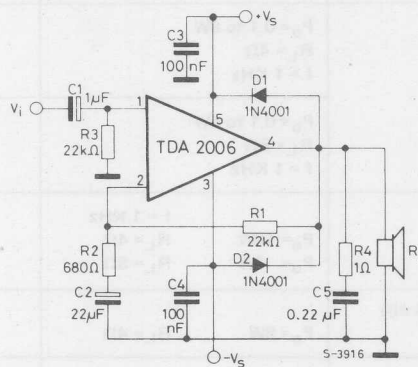 +Vs
C3
100 nF
D1
1N4001
C1
1µF
Vi
1
5
R3
22kΩ
TDA 2006
4
2
3
R1
22kΩ
R2
680Ω
D2
1N4001
R4
1Ω
C2
22µF
C4
100
nF
C5
0.22 µF
-Vs
S-3916